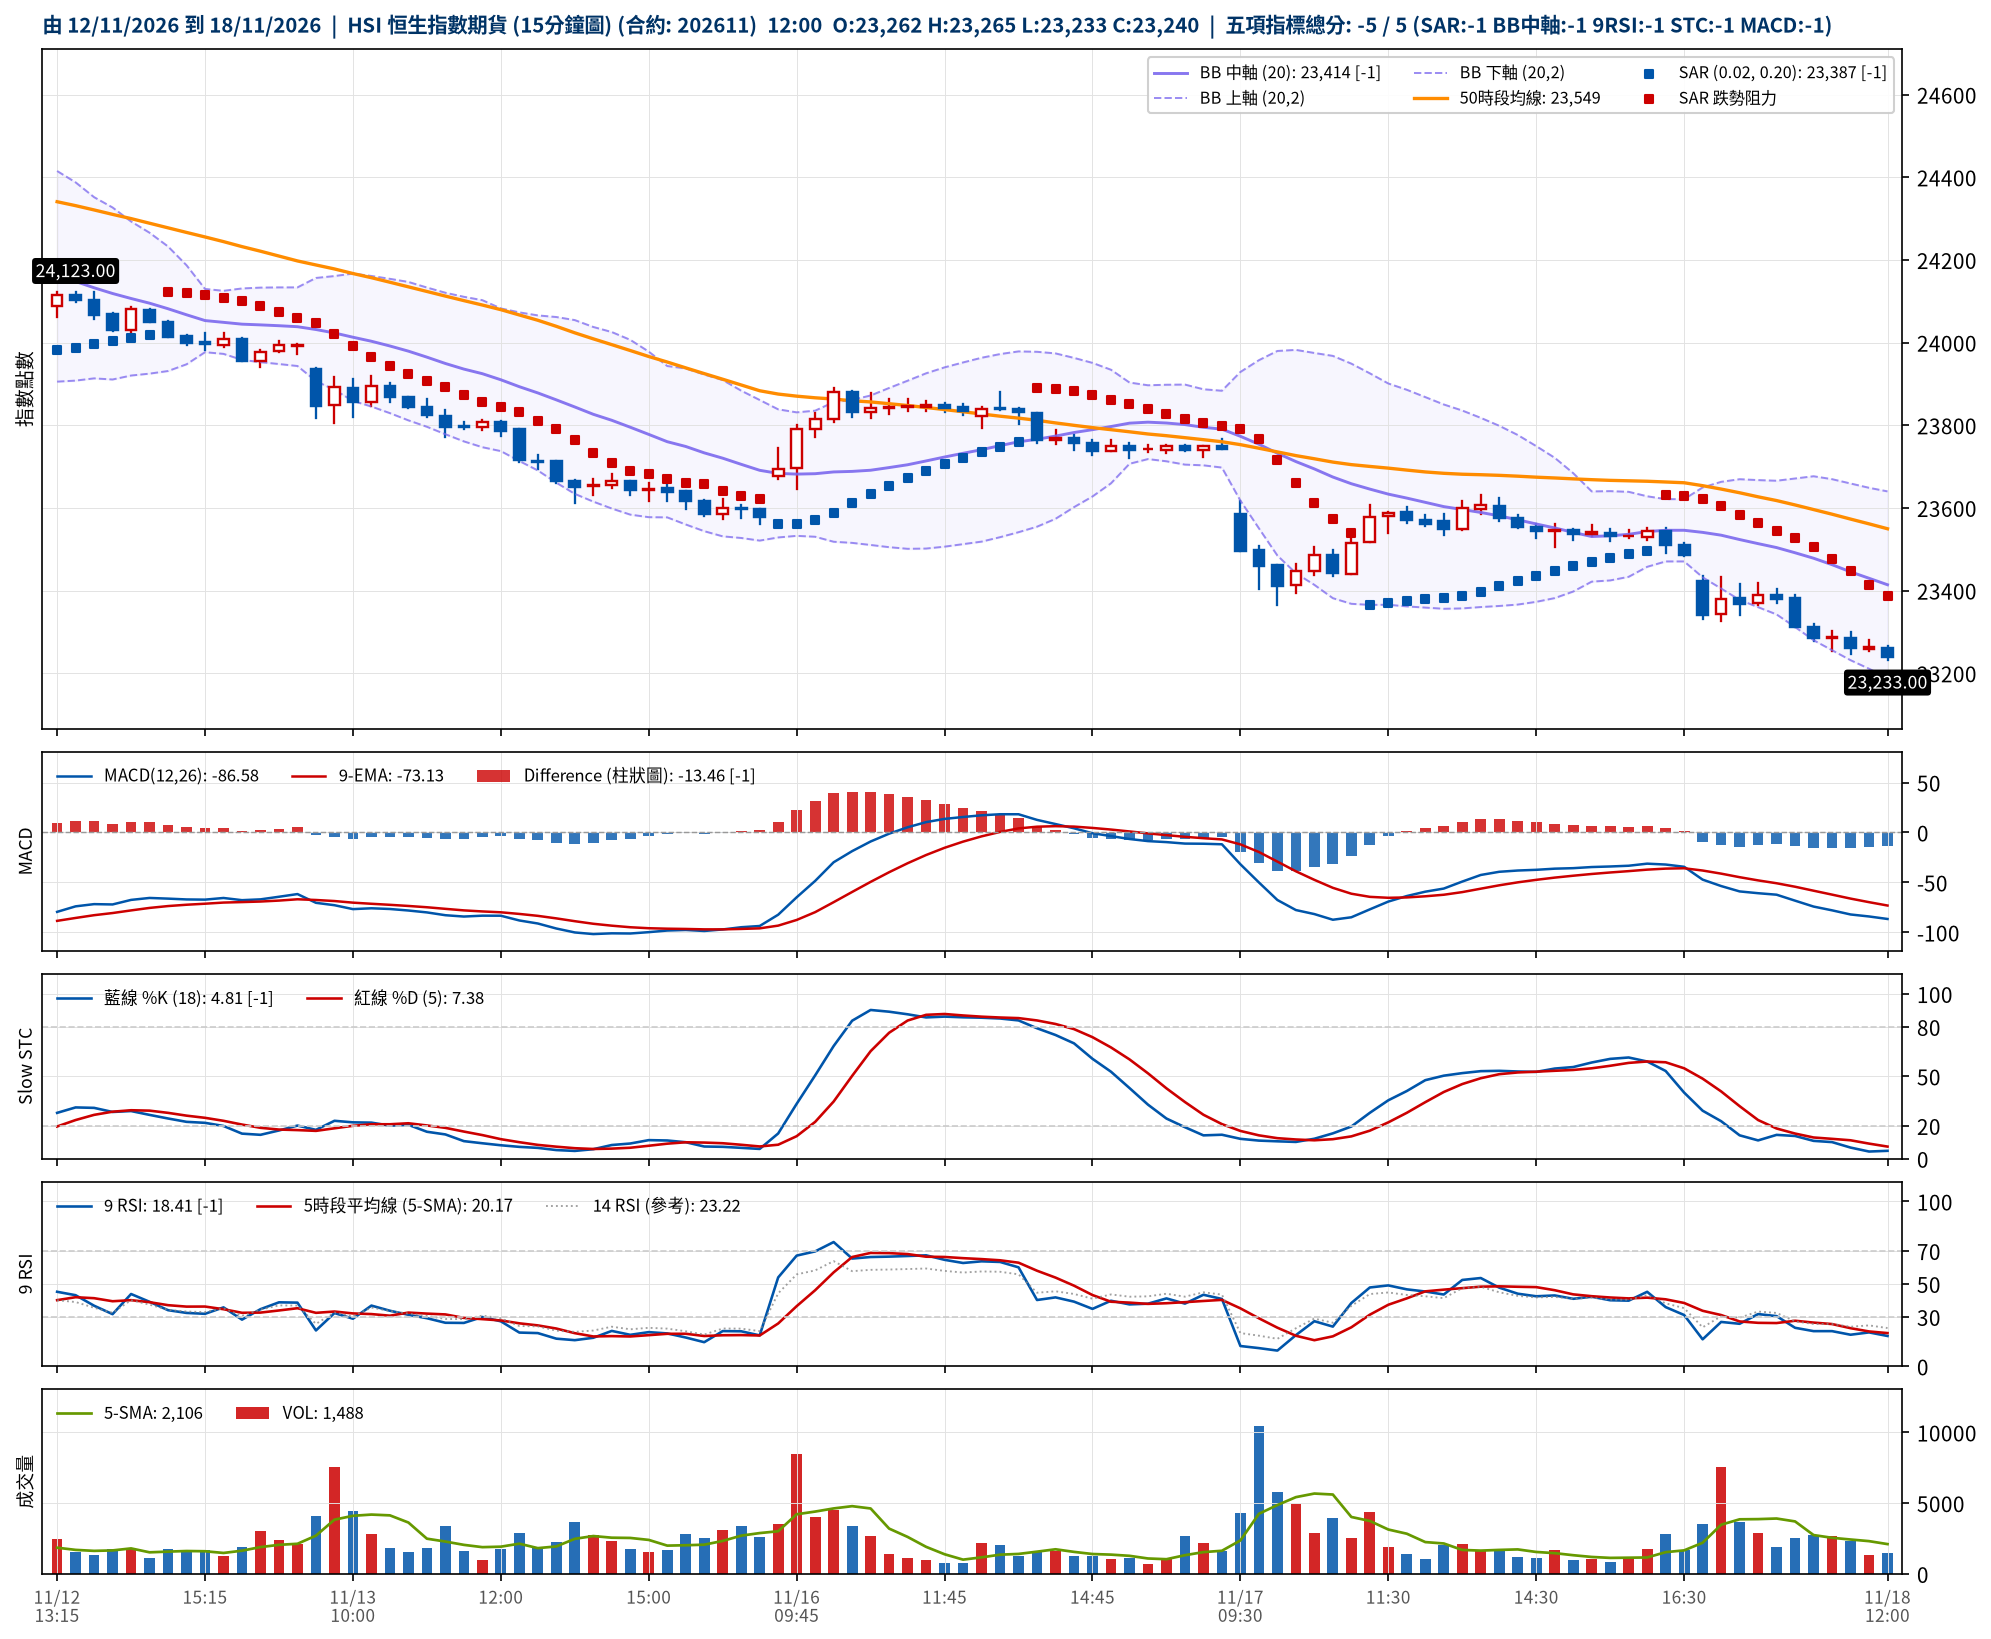 由 12/11/2026 到 18/11/2026 | HSI 恒生指數期貨 (15分鐘圖) (合約: 202611) 12:00 O:23,262 H:23,265 L:23,233 C:23,240 | 五項指標總分: -5 / 5 (SAR:-1 BB中軸:-1 9RSI:-1 STC:-1 MACD:-1)
BB 中軸 (20): 23,414 [-1]
BB 上軸 (20,2)
BB 下軸 (20,2)
50時段均線: 23,549
SAR (0.02, 0.20): 23,387 [-1]
SAR 跌勢阻力
24600
24400
24200
24000
23800
23600
23400
23200
24,123.00
23,233.00
指數點數
MACD(12,26): -86.58
9-EMA: -73.13
Difference (柱狀圖): -13.46 [-1]
50
0
-50
-100
MACD
藍線 %K (18): 4.81 [-1]
紅線 %D (5): 7.38
100
80
50
20
0
Slow STC
9 RSI: 18.41 [-1]
5時段平均線 (5-SMA): 20.17
14 RSI (參考): 23.22
100
70
50
30
0
9 RSI
5-SMA: 2,106
VOL: 1,488
10000
5000
0
成交量
11/12
13:15
15:15
11/13
10:00
12:00
15:00
11/16
09:45
11:45
14:45
11/17
09:30
11:30
14:30
16:30
11/18
12:00